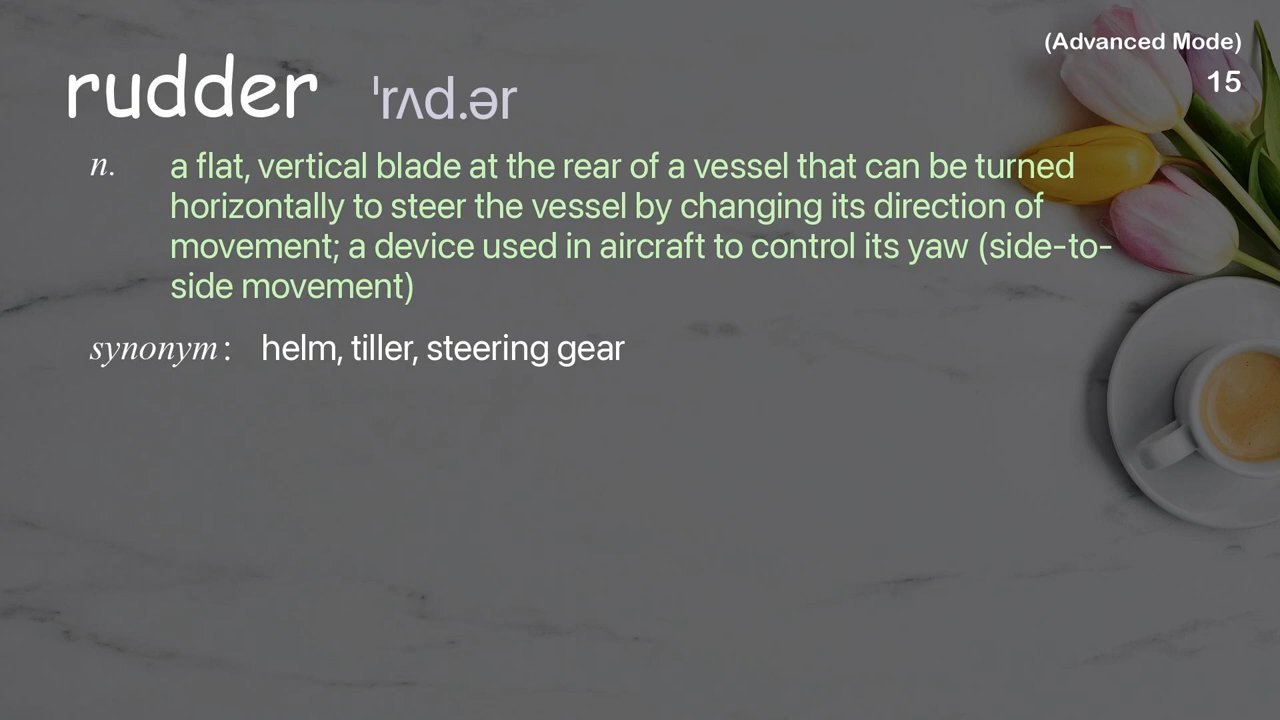 (Advanced Mode)
15
rudder ˈrʌd.ər
n. a flat, vertical blade at the rear of a vessel that can be turned
horizontally to steer the vessel by changing its direction of
movement; a device used in aircraft to control its yaw (side-to-
side movement)
synonym: helm, tiller, steering gear